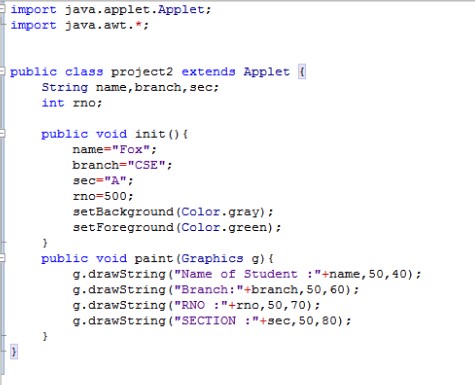 import java.applet.Applet;
import java.awt.*;
public class project2 extends Applet {
String name,branch,sec;
int rno;
public void init(){
name="Fox";
branch="CSE";
sec="A";
rno=500;
setBackground(Color.gray);
setForeground(Color.green);
}
public void paint(Graphics g){
g.drawString("Name of Student :"+name,50,40);
g.drawString("Branch:"+branch,50,60);
g.drawString("RNO :"+rno,50,70);
g.drawString("SECTION :"+sec,50,80);
}
}